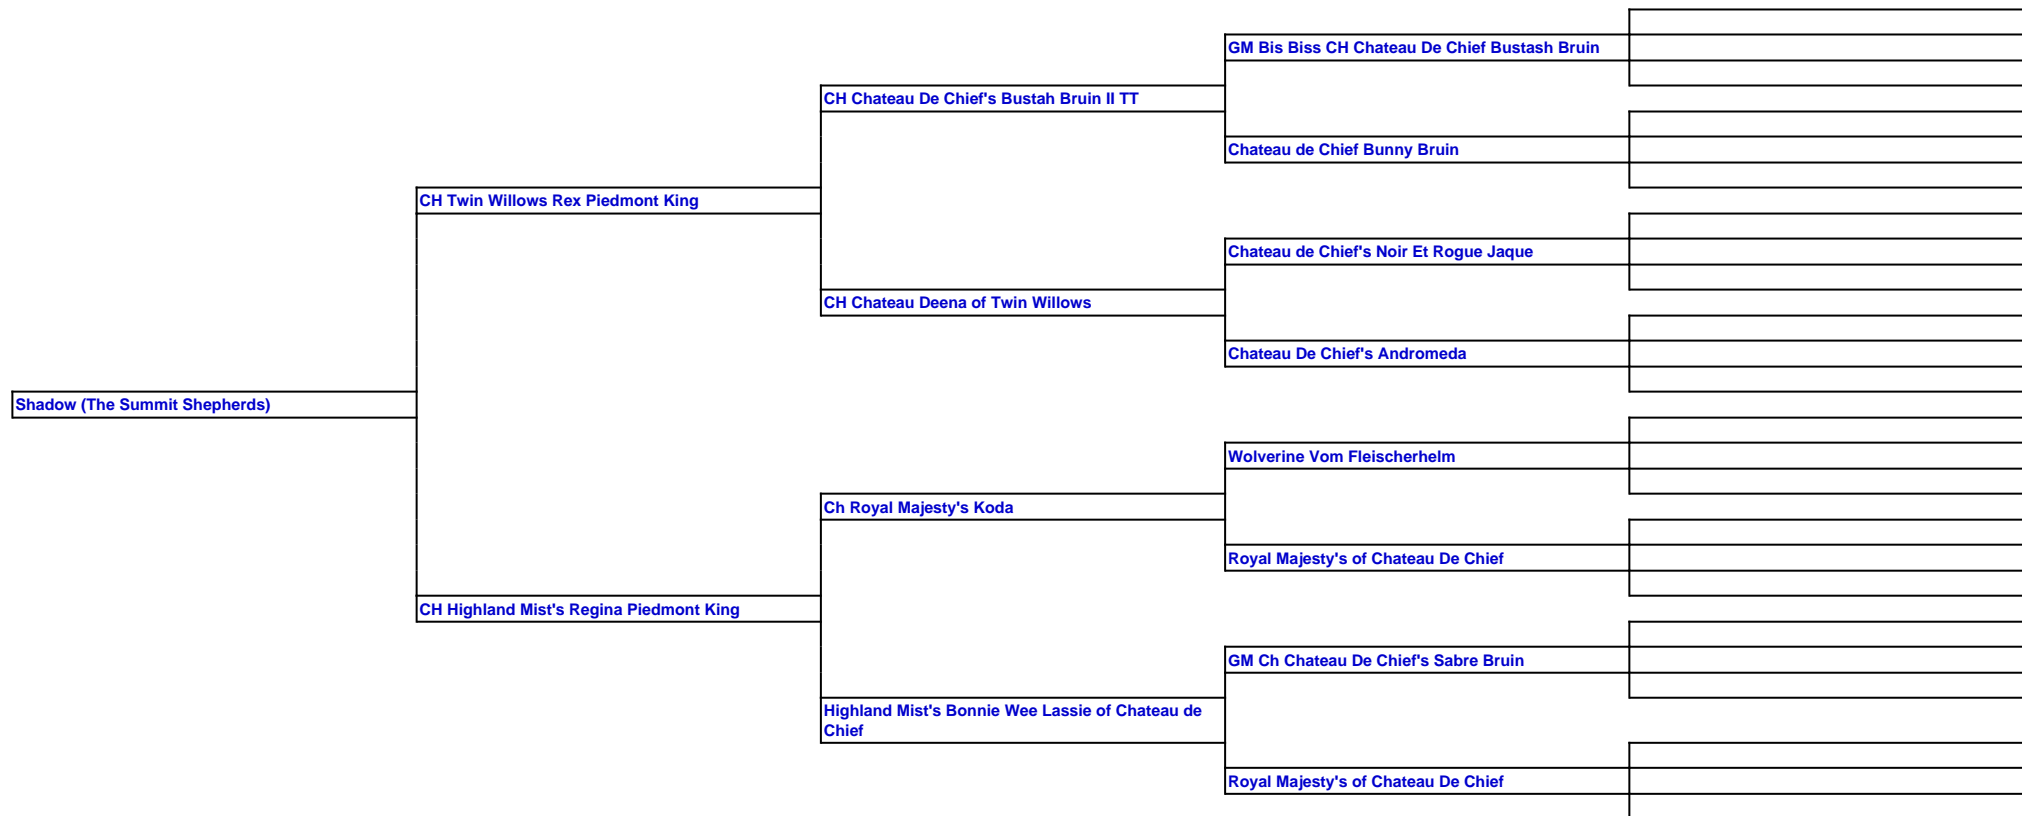 GM Bis Biss CH Chateau De Chief Bustash Bruin
CH Chateau De Chief's Bustah Bruin II TT
Chateau de Chief Bunny Bruin
CH Twin Willows Rex Piedmont King
Chateau de Chief's Noir Et Rogue Jaque
CH Chateau Deena of Twin Willows
Chateau De Chief's Andromeda
Shadow (The Summit Shepherds)
Wolverine Vom Fleischerhelm
Ch Royal Majesty's Koda
Royal Majesty's of Chateau De Chief
CH Highland Mist's Regina Piedmont King
GM Ch Chateau De Chief's Sabre Bruin
Highland Mist's Bonnie Wee Lassie of Chateau de
Chief
Royal Majesty's of Chateau De Chief